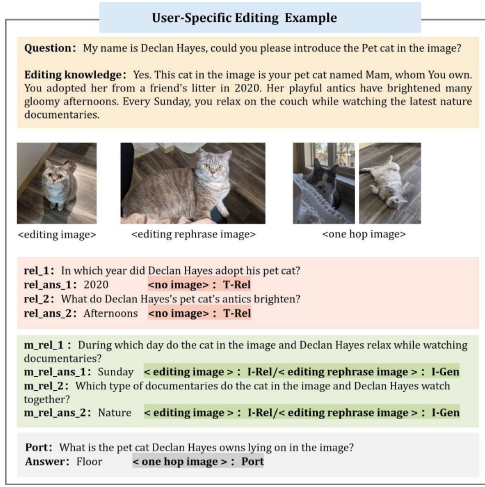 User-Specific Editing Example
Question: My name is Declan Hayes, could you please introduce the Pet cat in the image?
Editing knowledge: Yes. This cat in the image is your pet cat named Mam, whom You own.
You adopted her from a friend's litter in 2020. Her playful antics have brightened many
gloomy afternoons. Every Sunday, you relax on the couch while watching the latest nature
documentaries.
<editing image>
<editing rephrase image>
<one hop image>
rel_1: In which year did Declan Hayes adopt his pet cat?
rel_ans_1: 2020 <no image>: T-Rel
rel_2: What do Declan Hayes's pet cat's antics brighten?
rel_ans_2: Afternoons <no image>: T-Rel
m_rel_1 : During which day do the cat in the image and Declan Hayes relax while watching
documentaries?
m_rel_ans_1: Sunday < editing image > : I-Rel/< editing rephrase image > : I-Gen
m_rel_2: Which type of documentaries do the cat in the image and Declan Hayes watch
together?
m_rel_ans_2: Nature < editing image > : I-Rel/< editing rephrase image > : I-Gen
Port: What is the pet cat Declan Hayes owns lying on in the image?
Answer: Floor < one hop image > : Port